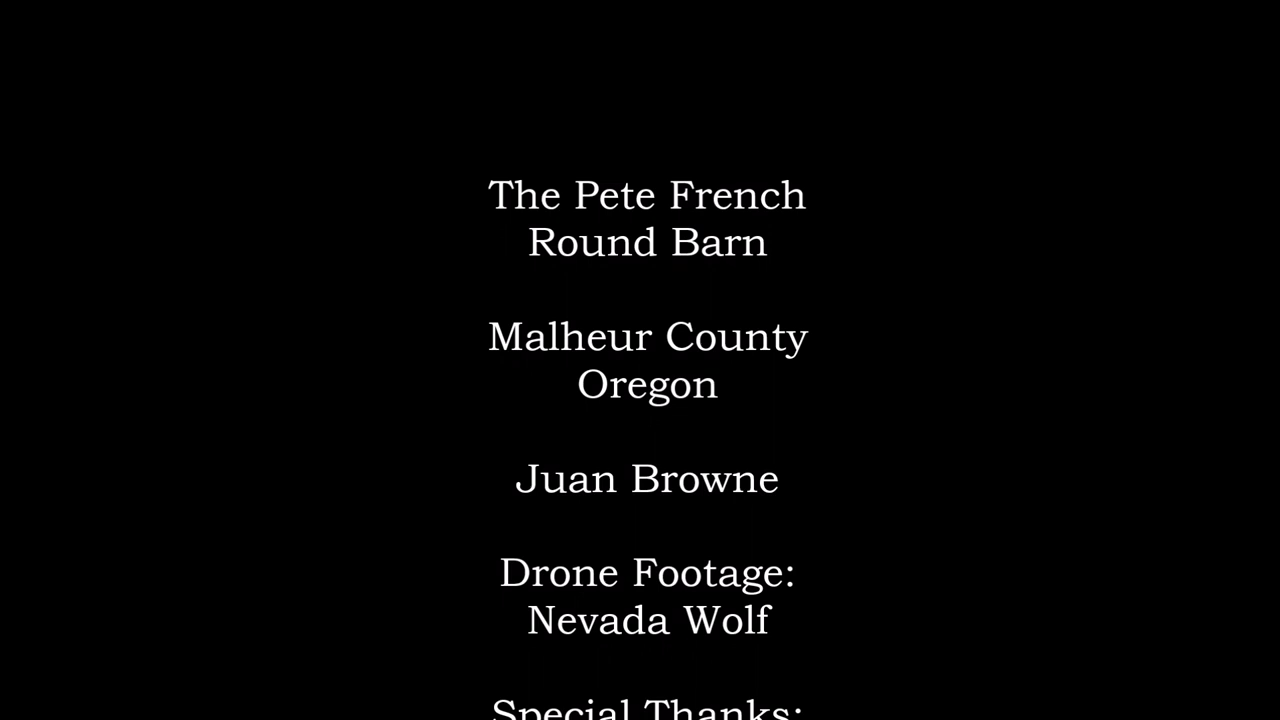 The Pete French
Round Barn
Malheur County
Oregon
Juan Browne
Drone Footage:
Nevada Wolf
Special Thanks: